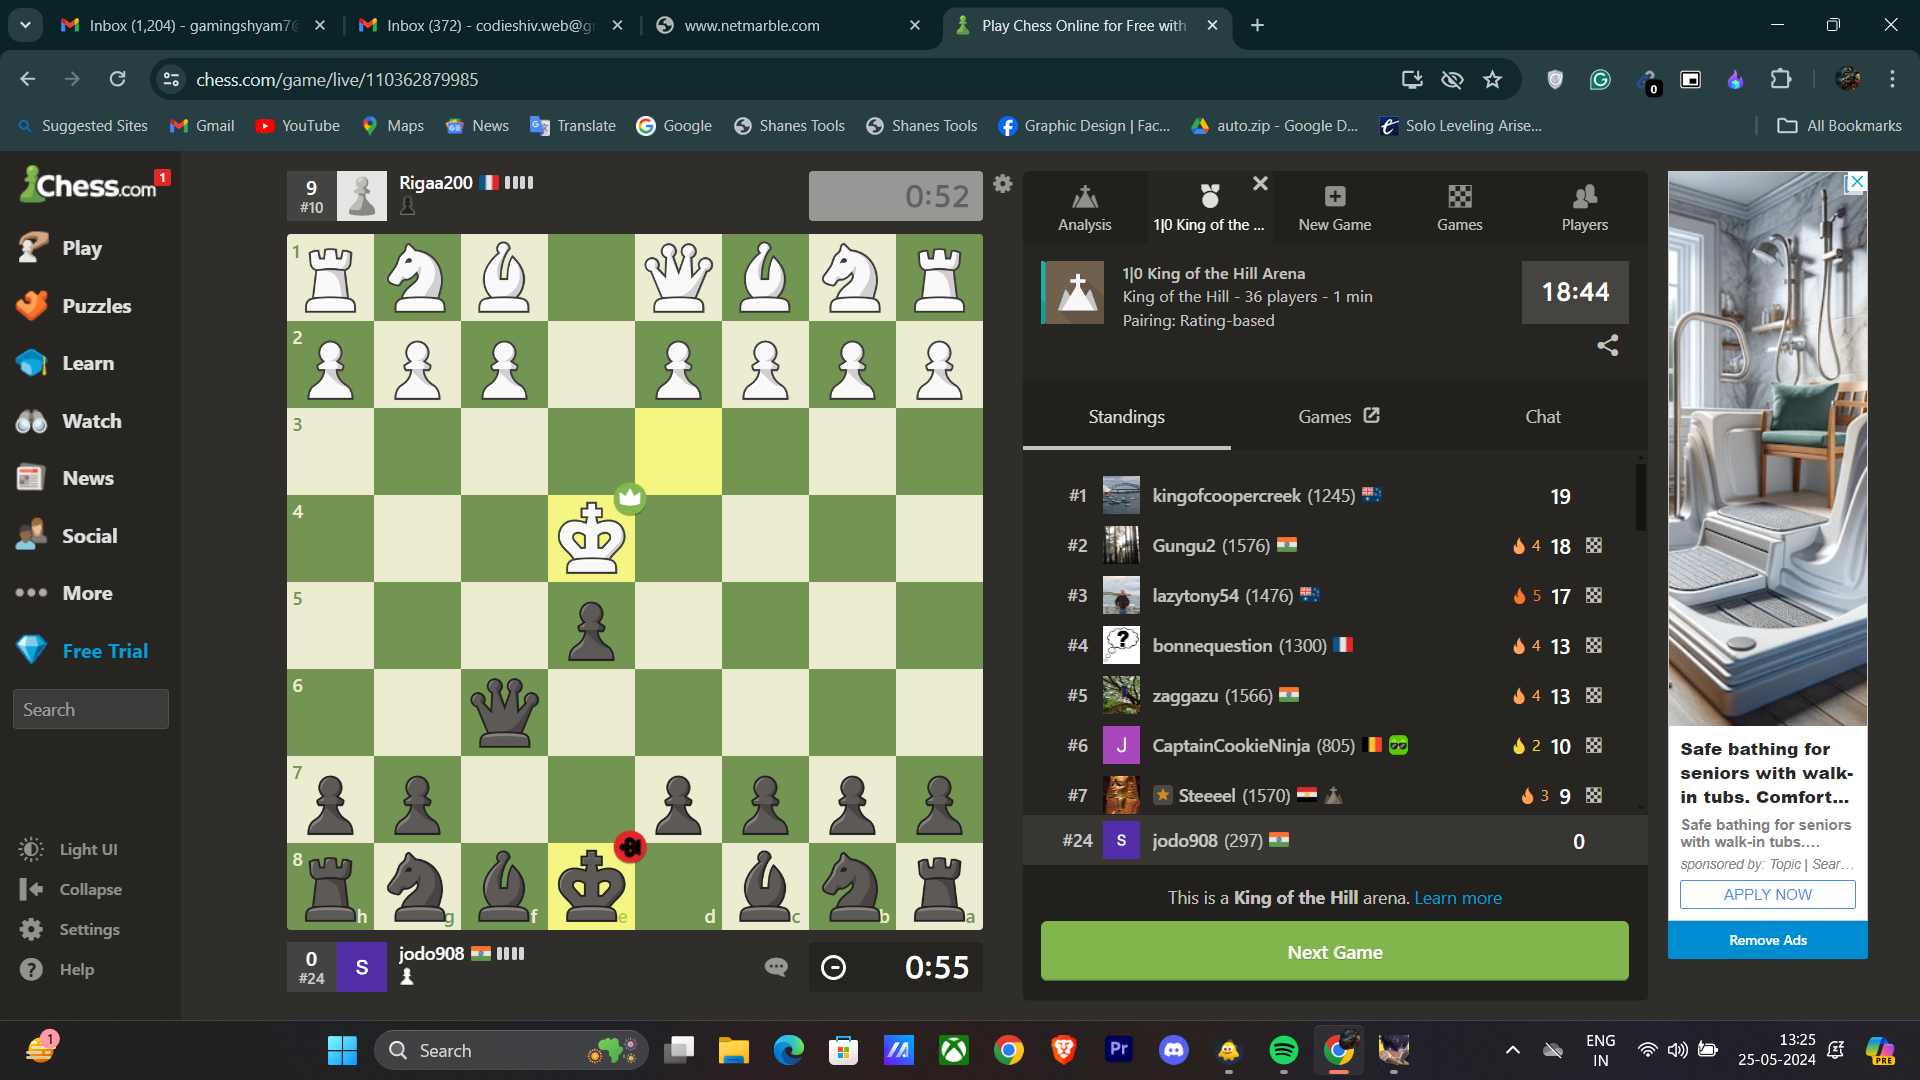 Inbox (1,204) - gamingshyam7@
Inbox (372) - codieshiv.web@g
www.netmarble.com
Play Chess Online for Free with
chess.com/game/live/110362879985
0
Suggested Sites
Gmail
YouTube
Maps
News
Translate
Google
Shanes Tools
Shanes Tools
Graphic Design | Fac...
auto.zip - Google D...
Solo Leveling Arise...
All Bookmarks
Chess.com
1
Play
Puzzles
Learn
Watch
News
Social
More
Free Trial
Search
Light UI
Collapse
Settings
Help
9
#10
Rigaa200
0:52
1
2
3
4
5
6
7
8
h
g
f
e
d
c
b
a
0
#24
S
jodo908
0:55
Analysis
1|0 King of the ...
New Game
Games
Players
1|0 King of the Hill Arena
King of the Hill - 36 players - 1 min
Pairing: Rating-based
18:44
Standings
Games
Chat
#1 kingofcoopercreek (1245) 19
#2 Gungu2 (1576) 4 18
#3 lazytony54 (1476) 5 17
#4 ? bonnequestion (1300) 4 13
#5 zaggazu (1566) 4 13
#6 J CaptainCookieNinja (805) 2 10
#7 Steeeel (1570) 3 9
#24 S jodo908 (297) 0
This is a King of the Hill arena. Learn more
Next Game
Safe bathing for
seniors with walk-
in tubs. Comfort...
Safe bathing for seniors
with walk-in tubs....
sponsored by: Topic | Sear...
APPLY NOW
Remove Ads
1
Search
Pr
ENG
IN
13:25
25-05-2024
PRE